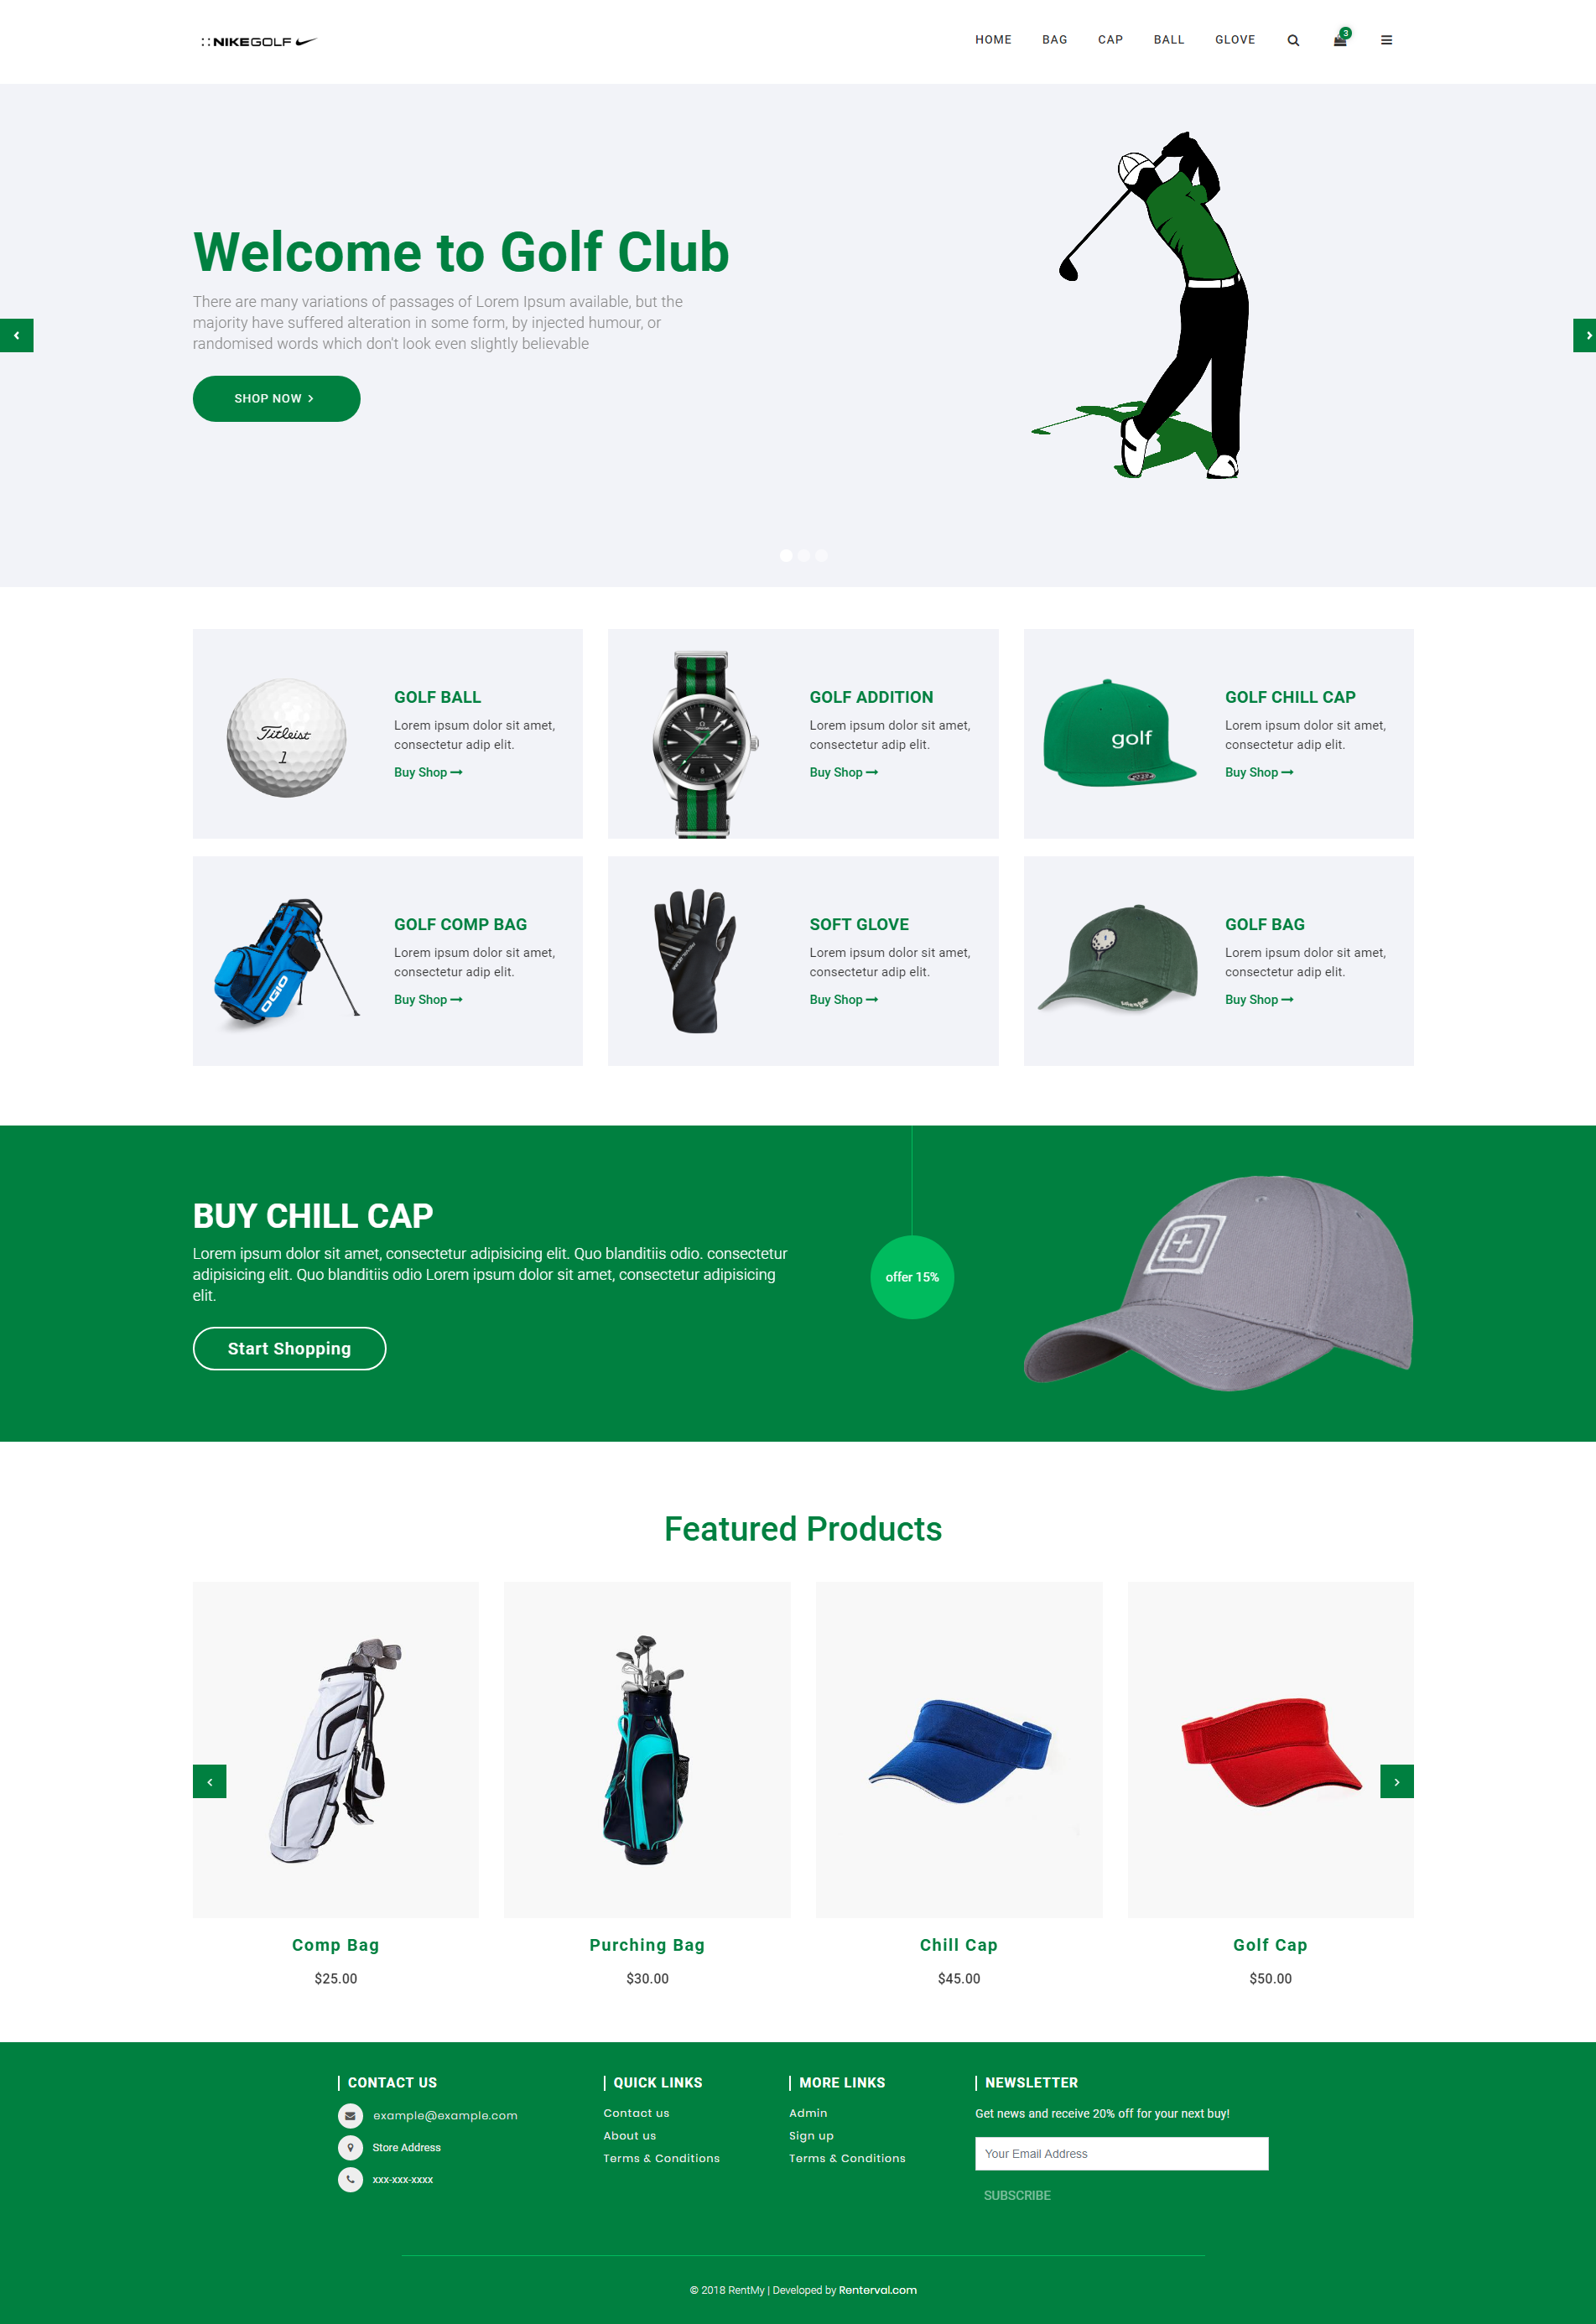 NIKEGOLF
HOME BAG CAP BALL GLOVE 3
Welcome to Golf Club
There are many variations of passages of Lorem Ipsum available, but the
majority have suffered alteration in some form, by injected humour, or
randomised words which don't look even slightly believable
SHOP NOW
Titleist
1
GOLF BALL
Lorem ipsum dolor sit amet,
consectetur adip elit.
Buy Shop
GOLF ADDITION
Lorem ipsum dolor sit amet,
consectetur adip elit.
Buy Shop
golf
GOLF CHILL CAP
Lorem ipsum dolor sit amet,
consectetur adip elit.
Buy Shop
OGIO
GOLF COMP BAG
Lorem ipsum dolor sit amet,
consectetur adip elit.
Buy Shop
SOFT GLOVE
Lorem ipsum dolor sit amet,
consectetur adip elit.
Buy Shop
GOLF BAG
Lorem ipsum dolor sit amet,
consectetur adip elit.
Buy Shop
BUY CHILL CAP
Lorem ipsum dolor sit amet, consectetur adipisicing elit. Quo blanditiis odio. consectetur
adipisicing elit. Quo blanditiis odio Lorem ipsum dolor sit amet, consectetur adipisicing
elit.
Start Shopping
offer 15%
Featured Products
Comp Bag
$25.00
Purching Bag
$30.00
Chill Cap
$45.00
Golf Cap
$50.00
CONTACT US
example@example.com
Store Address
xxx-xxx-xxxx
QUICK LINKS
Contact us
About us
Terms & Conditions
MORE LINKS
Admin
Sign up
Terms & Conditions
NEWSLETTER
Get news and receive 20% off for your next buy!
Your Email Address
SUBSCRIBE
© 2018 RentMy | Developed by Renterval.com